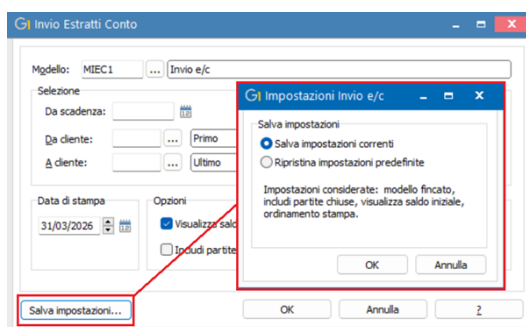 G1 Invio Estratti Conto
Modello: MIEC1 ... Invio e/c
Selezione
Da scadenza:
Da cliente: ... Primo
A cliente: ... Ultimo
Data di stampa
31/03/2026
Opzioni
Visualizza sald
Includi partite
Salva impostazioni...
OK Annulla ?
G1 Impostazioni Invio e/c
Salva impostazioni
Salva impostazioni correnti
Ripristina impostazioni predefinite
Impostazioni considerate: modello fincato,
includi partite chiuse, visualizza saldo iniziale,
ordinamento stampa.
OK Annulla